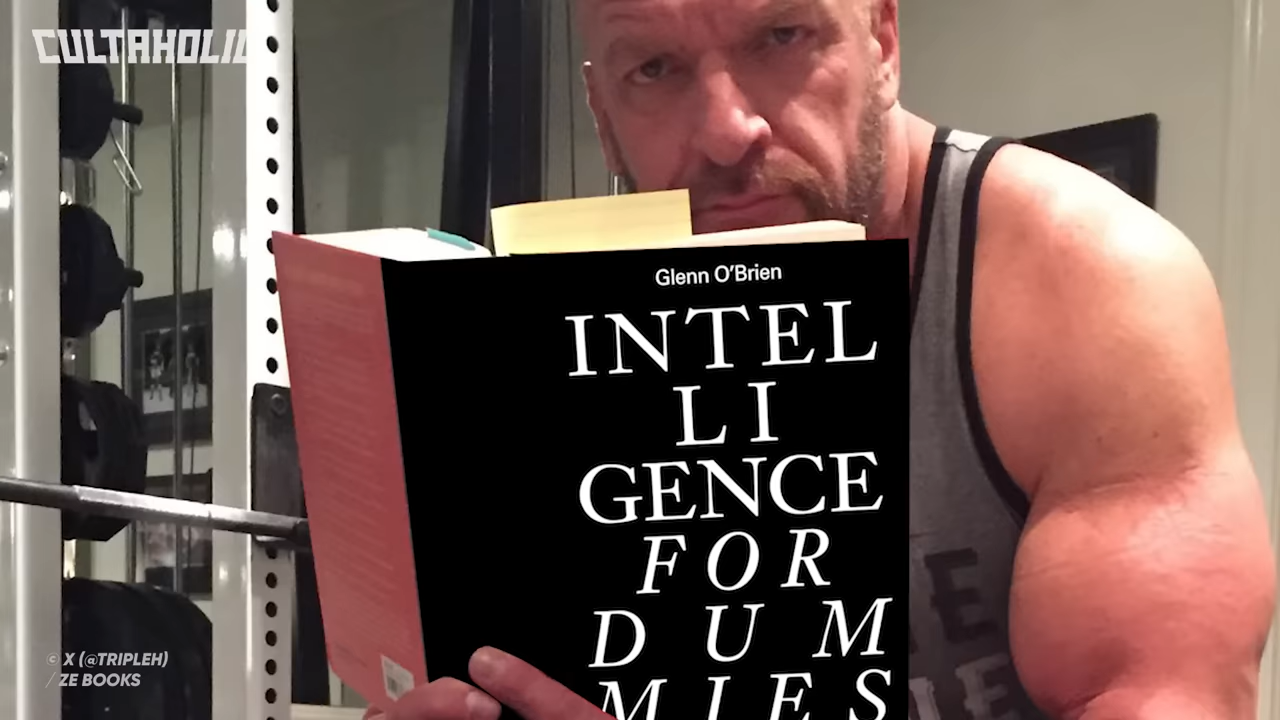 CULTAHOLIC
Glenn O'Brien
INTEL
LI
GENCE
FOR
DUM
MIES
© X (@TRIPLEH)
/ ZE BOOKS